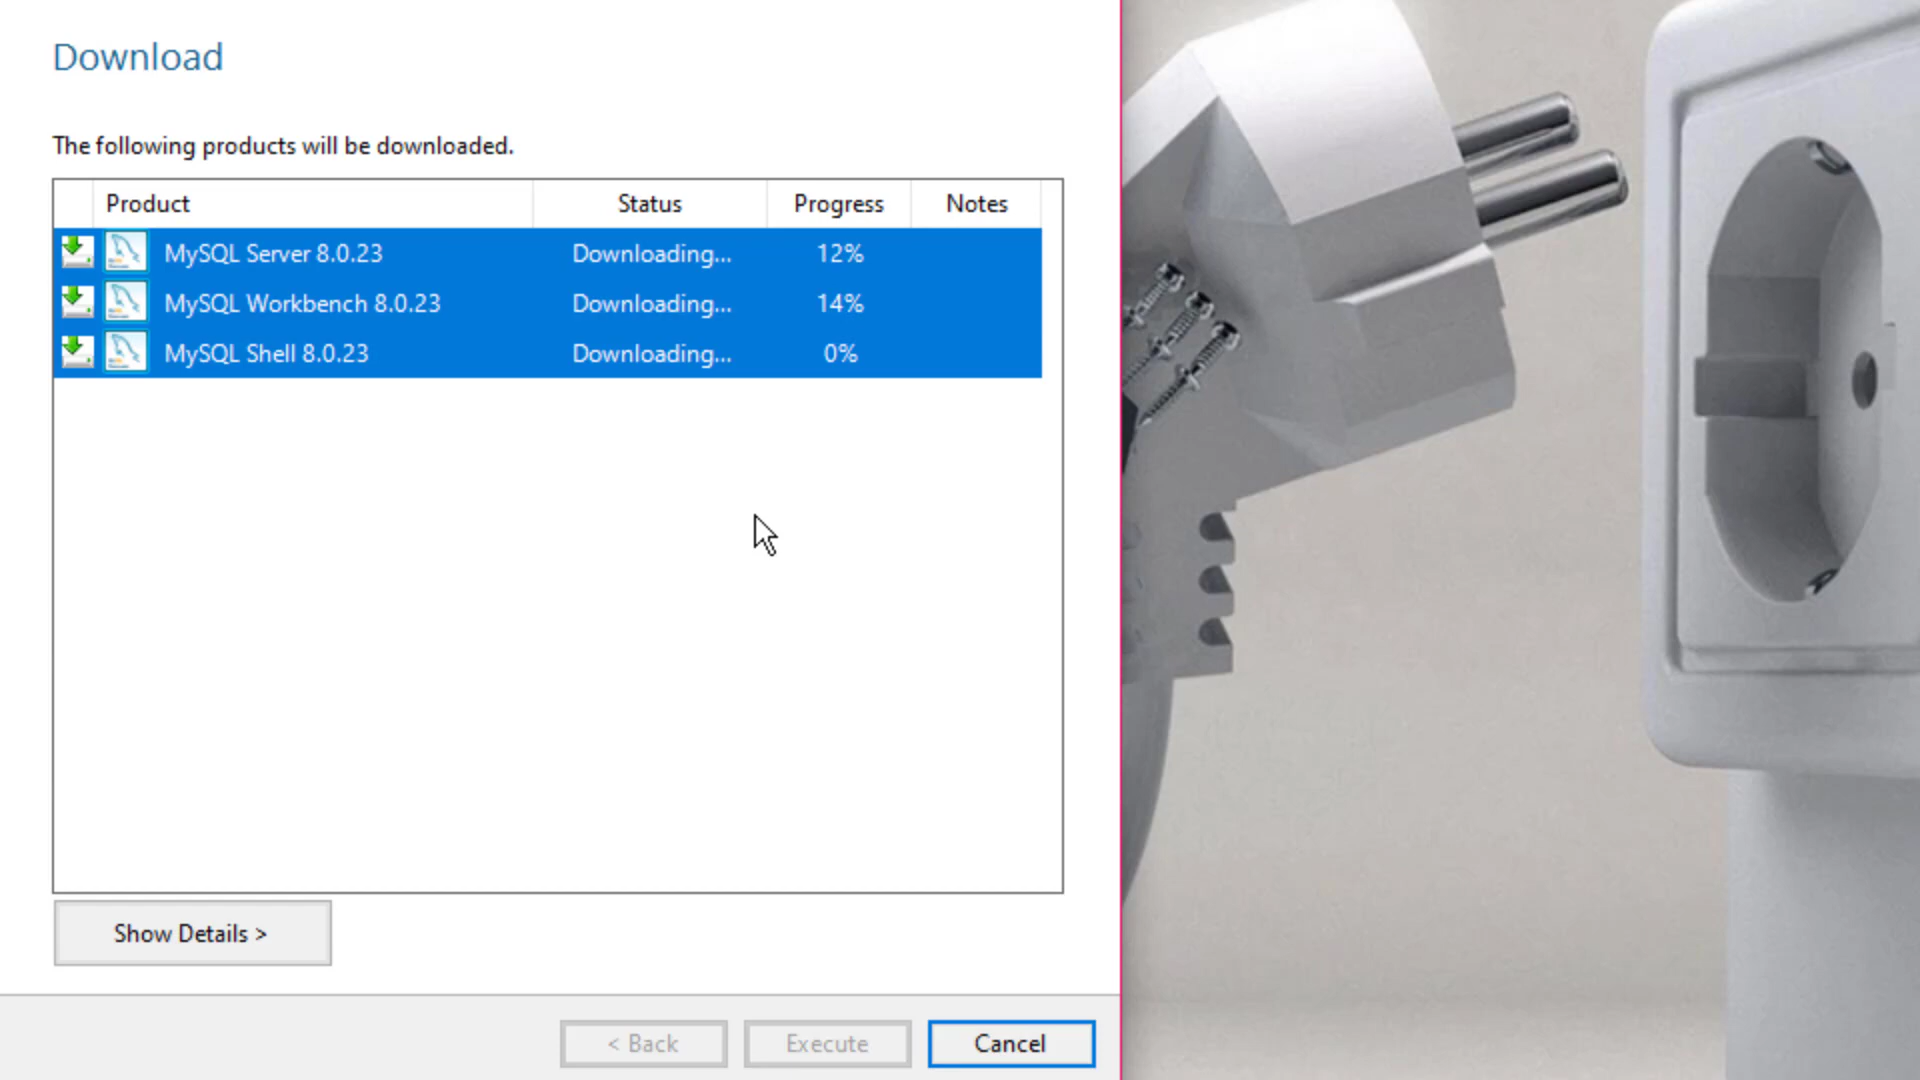 Download
The following products will be downloaded.
Product Status Progress Notes
MySQL Server 8.0.23 Downloading... 12%
MySQL Workbench 8.0.23 Downloading... 14%
MySQL Shell 8.0.23 Downloading... 0%
Show Details >
< Back Execute Cancel